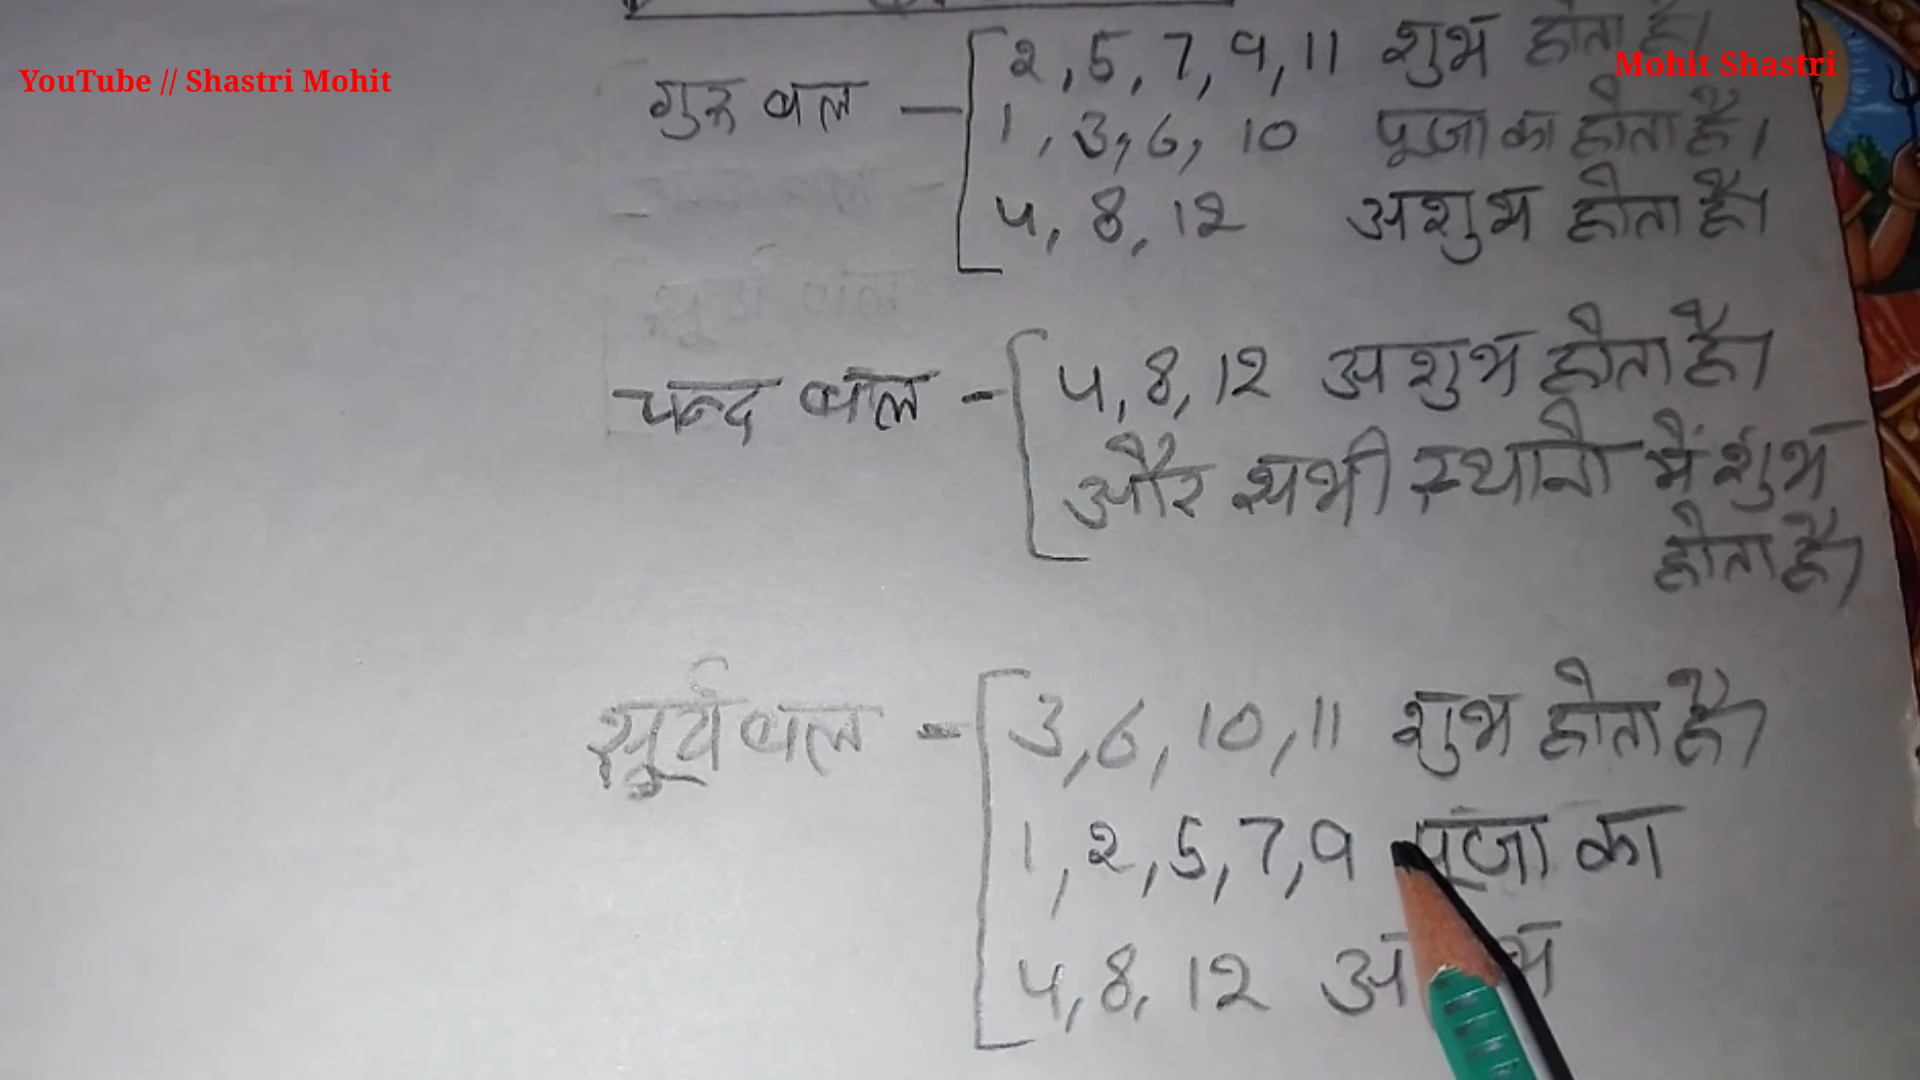 YouTube // Shastri Mohit
Mohit Shastri
2, 5, 7, 9, 11 शुभ होता है।
गुरु बल — 1, 3, 6, 10 पूजा का होता है।
4, 8, 12 अशुभ होता है।
चन्द्र बल - 4, 8, 12 अशुभ होता है।
और सभी स्थानो में शुभ
होता है।
सूर्य बल - 3, 6, 10, 11 शुभ होता है।
1, 2, 5, 7, 9 पूजा का
4, 8, 12